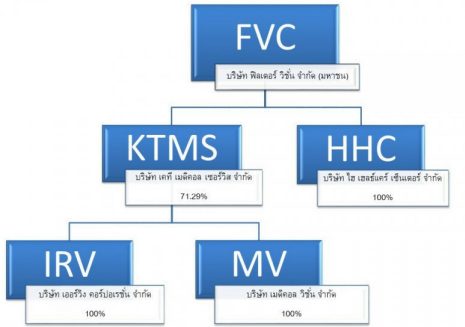 FVC
บริษัท ฟิลเตอร์ วิชั่น จำกัด (มหาชน)
KTMS
บริษัท เคที เมดิคอล เซอร์วิส จำกัด
71.29%
HHC
บริษัท ไฮ เฮลธ์แคร์ เซ็นเตอร์ จำกัด
100%
IRV
บริษัท เออร์วิง คอร์ปอเรชั่น จำกัด
100%
MV
บริษัท เมดิคอล วิชั่น จำกัด
100%